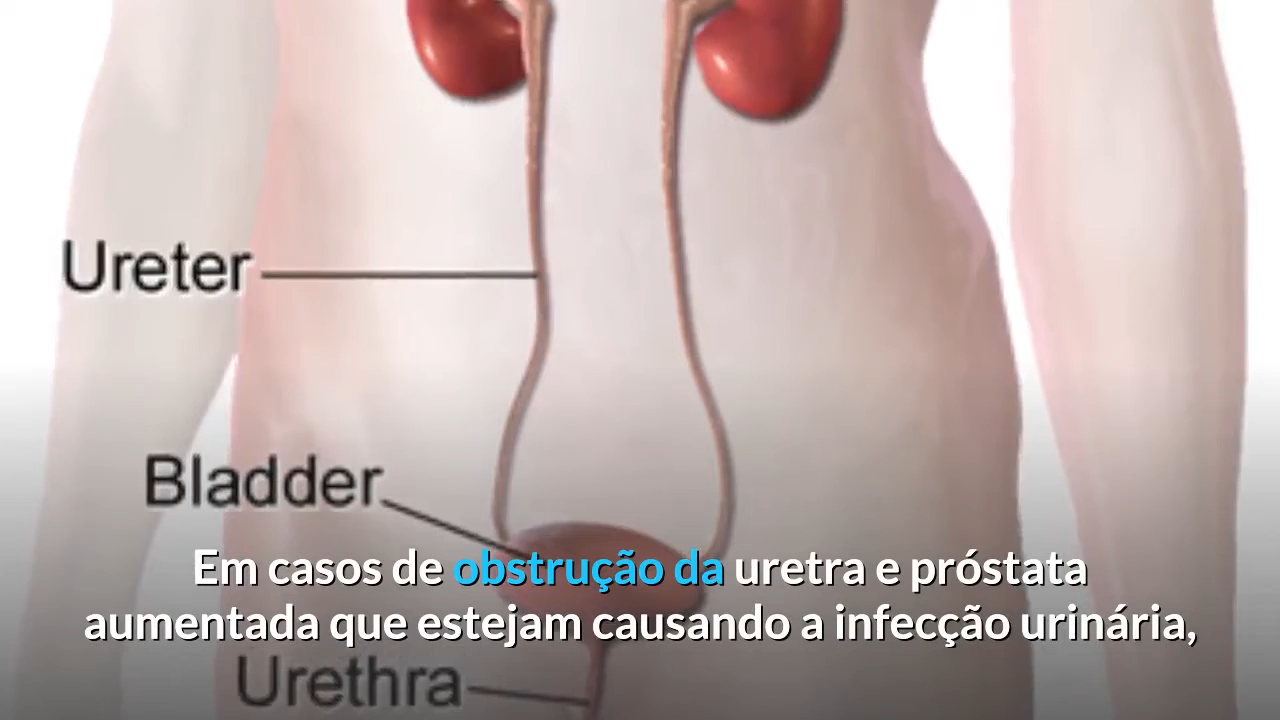 Ureter
Bladder
Em casos de obstrução da uretra e próstata
aumentada que estejam causando a infecção urinária,
Urethra